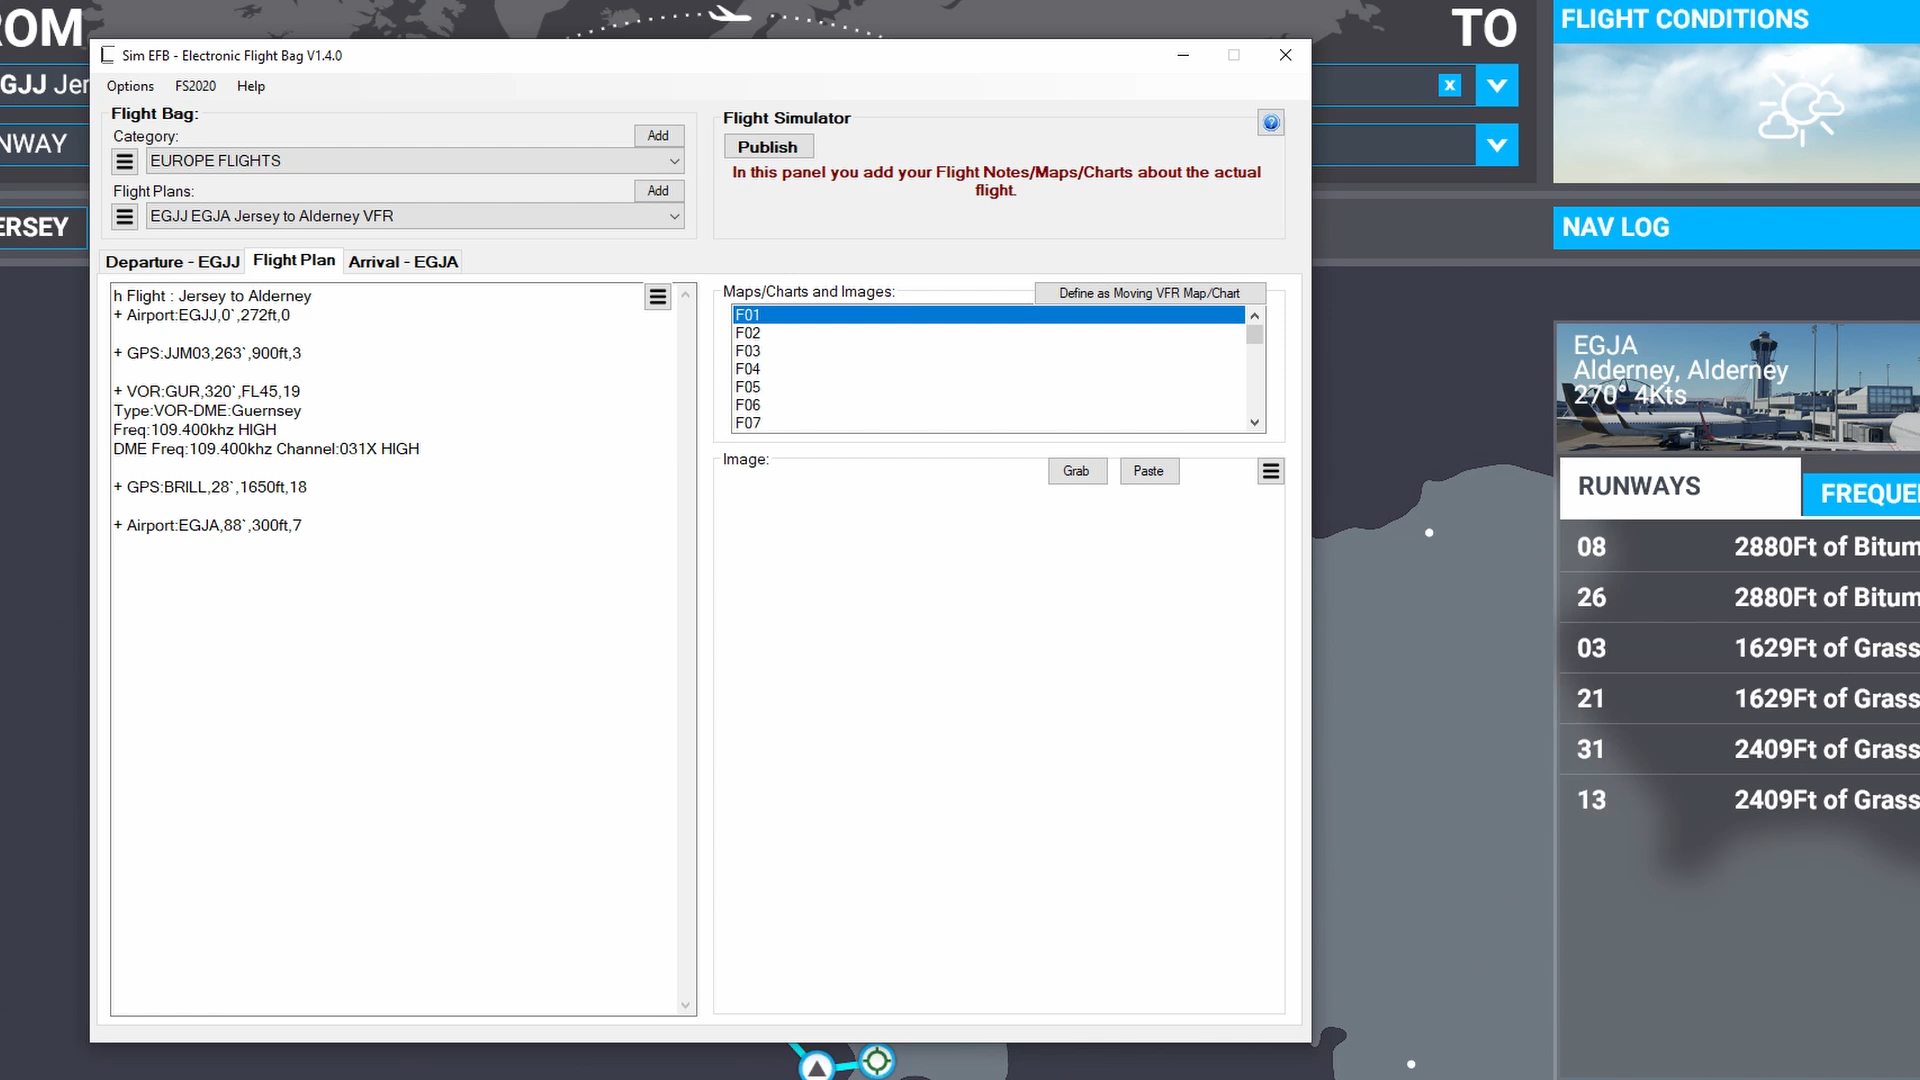 ROM
TO
FLIGHT CONDITIONS
GJJ Jer
x
NWAY
ERSEY
NAV LOG
Sim EFB - Electronic Flight Bag V1.4.0
Options FS2020 Help
Flight Bag:
Category:
Add
EUROPE FLIGHTS
Flight Plans:
Add
EGJJ EGJA Jersey to Alderney VFR
Flight Simulator
Publish
In this panel you add your Flight Notes/Maps/Charts about the actual
flight.
Departure - EGJJ Flight Plan Arrival - EGJA
h Flight : Jersey to Alderney
+ Airport:EGJJ,0`,272ft,0
+ GPS:JJM03,263`,900ft,3
+ VOR:GUR,320`,FL45,19
Type:VOR-DME:Guernsey
Freq:109.400khz HIGH
DME Freq:109.400khz Channel:031X HIGH
+ GPS:BRILL,28`,1650ft,18
+ Airport:EGJA,88`,300ft,7
Maps/Charts and Images:
Define as Moving VFR Map/Chart
F01
F02
F03
F04
F05
F06
F07
Image:
Grab
Paste
EGJA
Alderney, Alderney
270° 4Kts
RUNWAYS
FREQUE
08 2880Ft of Bitum
26 2880Ft of Bitum
03 1629Ft of Grass
21 1629Ft of Grass
31 2409Ft of Grass
13 2409Ft of Grass